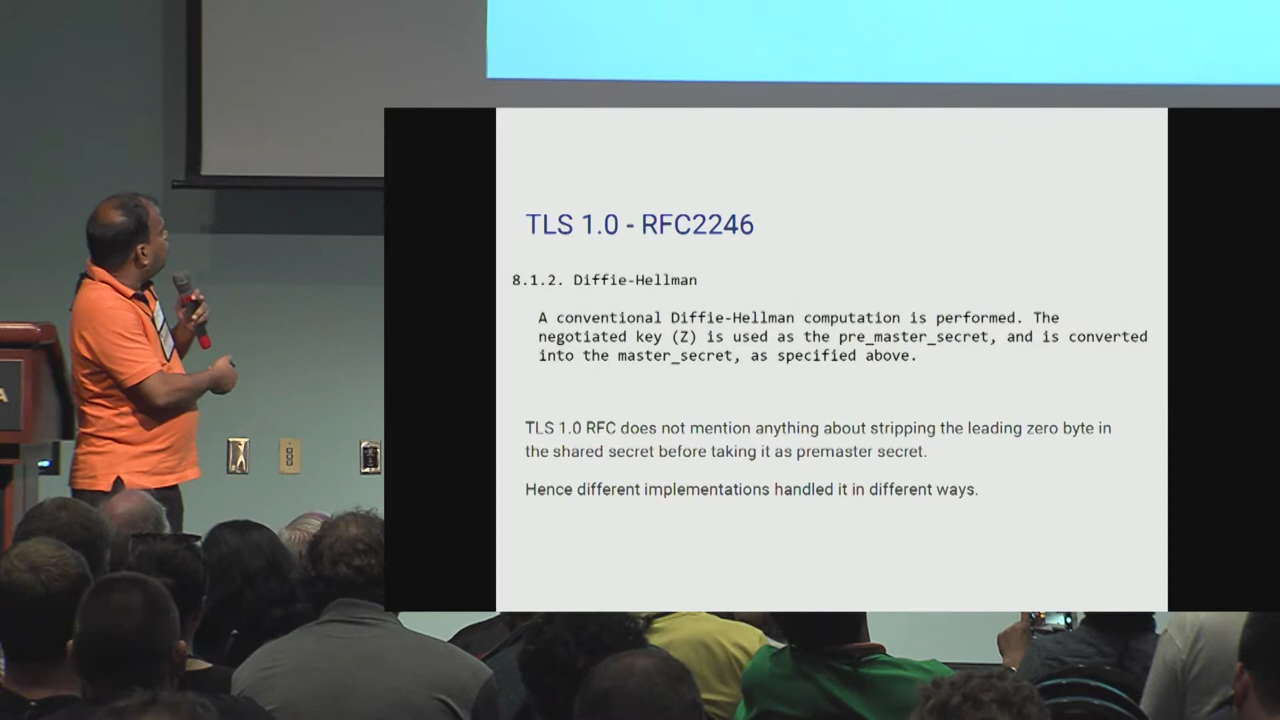 TLS 1.0 - RFC2246
8.1.2. Diffie-Hellman
A conventional Diffie-Hellman computation is performed. The
negotiated key (Z) is used as the pre_master_secret, and is converted
into the master_secret, as specified above.
TLS 1.0 RFC does not mention anything about stripping the leading zero byte in
the shared secret before taking it as premaster secret.
Hence different implementations handled it in different ways.
A